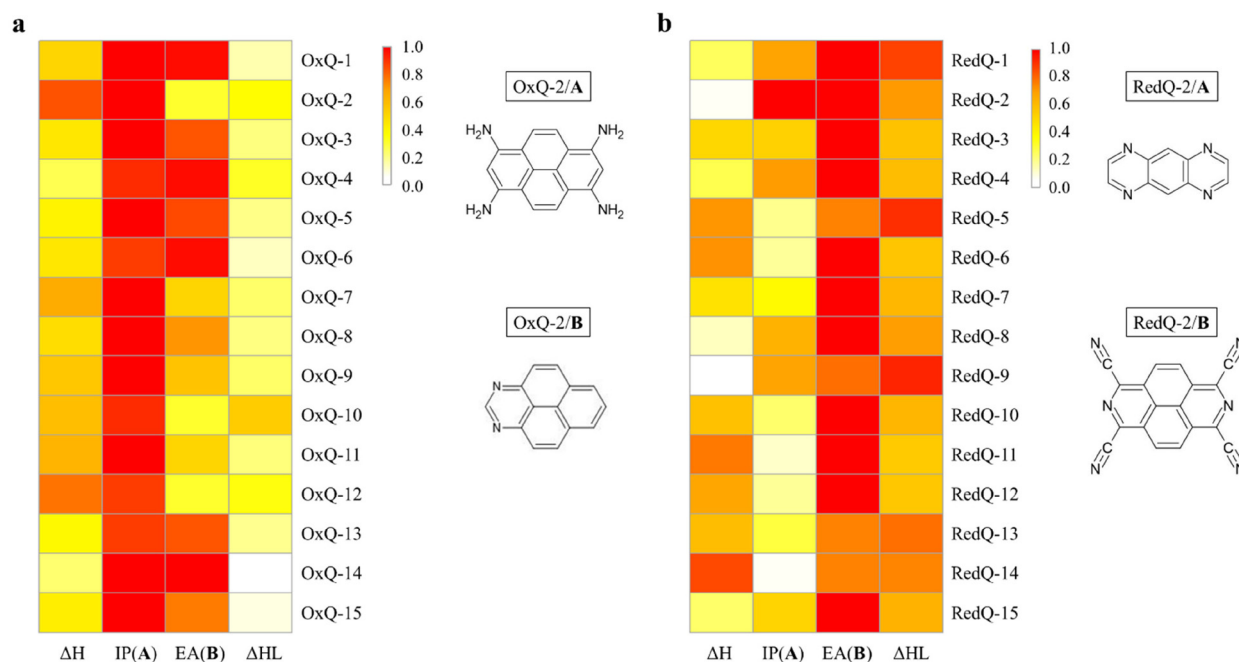 a
OxQ-1
OxQ-2
OxQ-3
OxQ-4
OxQ-5
OxQ-6
OxQ-7
OxQ-8
OxQ-9
OxQ-10
OxQ-11
OxQ-12
OxQ-13
OxQ-14
OxQ-15
ΔH IP(A) EA(B) ΔHL
1.0
0.8
0.6
0.4
0.2
0.0
OxQ-2/A
NH₂ NH₂
H₂N NH₂
OxQ-2/B
N
N
b
RedQ-1
RedQ-2
RedQ-3
RedQ-4
RedQ-5
RedQ-6
RedQ-7
RedQ-8
RedQ-9
RedQ-10
RedQ-11
RedQ-12
RedQ-13
RedQ-14
RedQ-15
ΔH IP(A) EA(B) ΔHL
1.0
0.8
0.6
0.4
0.2
0.0
RedQ-2/A
N N
N N
RedQ-2/B
N N
C C
N N
C C
N N